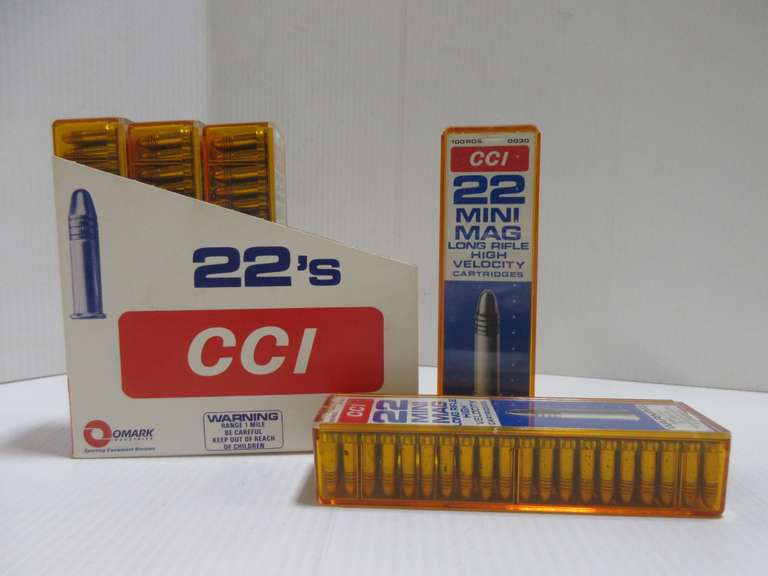 22's
CCI
OMARK
INDUSTRIES
Sporting Equipment Division
WARNING
RANGE 1 MILE
BE CAREFUL
KEEP OUT OF REACH
OF CHILDREN
100 RDS. 0030
CCI
22
MINI
MAG
LONG RIFLE
HIGH
VELOCITY
CARTRIDGES
CCI
22
MINI
MAG
LONG RIFLE
HIGH
VELOCITY
CARTRIDGES